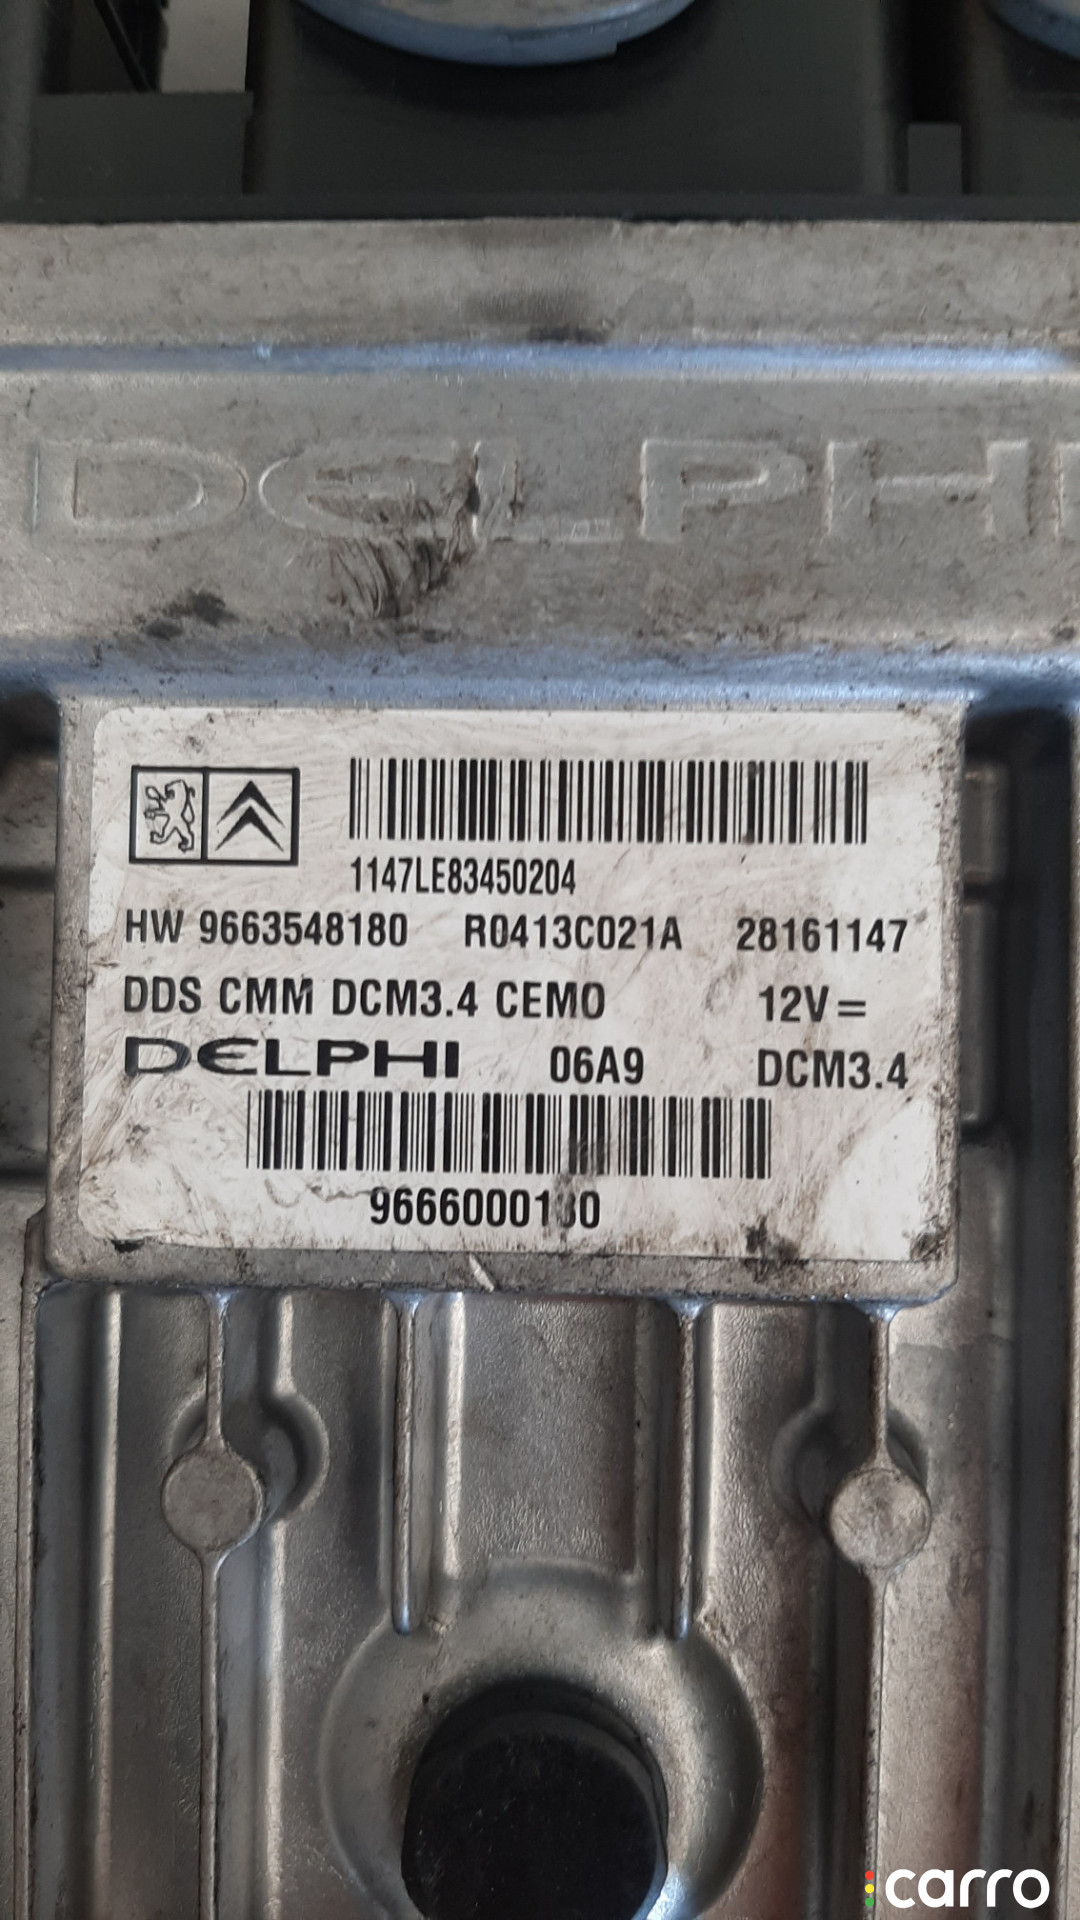 DELPHI
1147LE83450204
HW 9663548180 R0413C021A 28161147
DDS CMM DCM3.4 CEMO 12V=
DELPHI 06A9 DCM3.4
carro